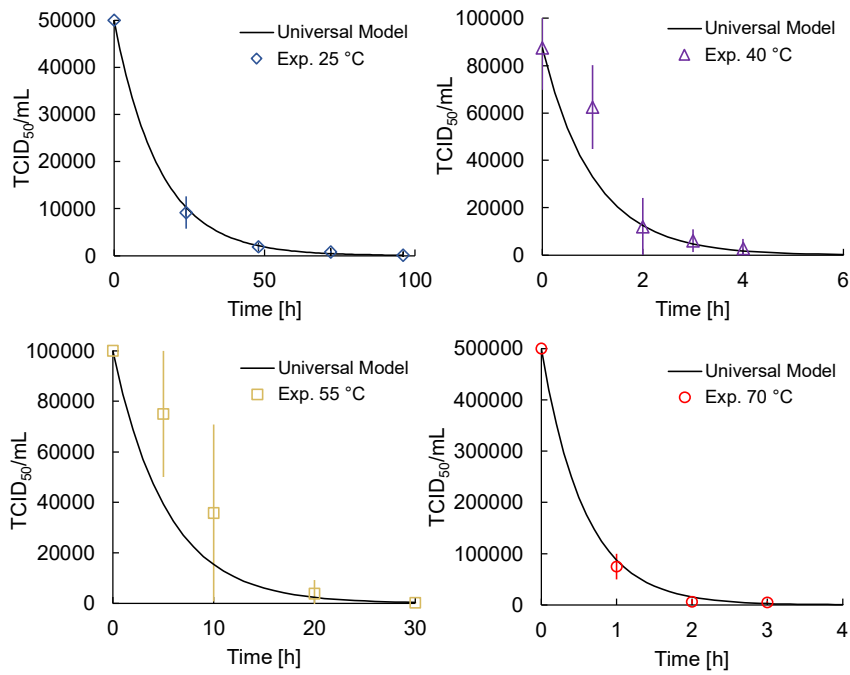 50000
40000
30000
20000
10000
0
TCID50/mL
Universal Model
Exp. 25 °C
0
50
100
Time [h]
100000
80000
60000
40000
20000
0
TCID50/mL
Universal Model
Exp. 40 °C
0
2
4
6
Time [h]
100000
80000
60000
40000
20000
0
TCID50/mL
Universal Model
Exp. 55 °C
0
10
20
30
Time [h]
500000
400000
300000
200000
100000
0
TCID50/mL
Universal Model
Exp. 70 °C
0
1
2
3
4
Time [h]